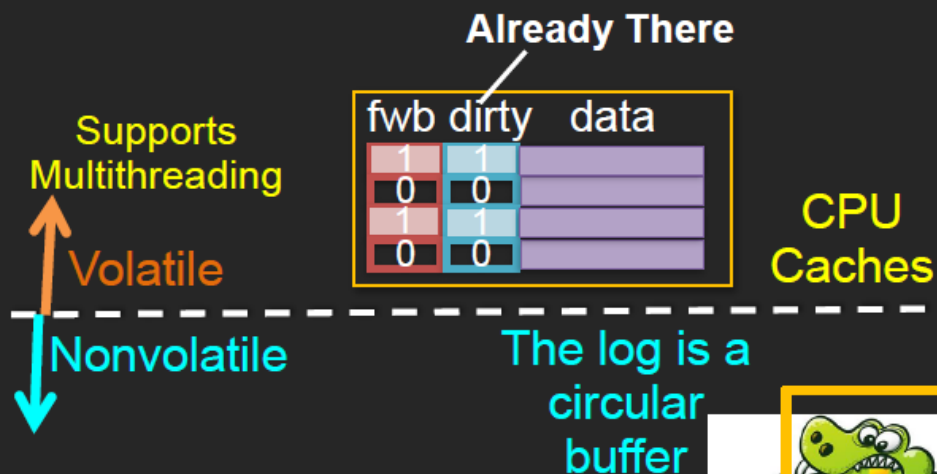 Already There
fwb dirty data
Supports
Multithreading
1 1
0 0
1 1
0 0
CPU
Caches
Volatile
Nonvolatile
The log is a
circular
buffer